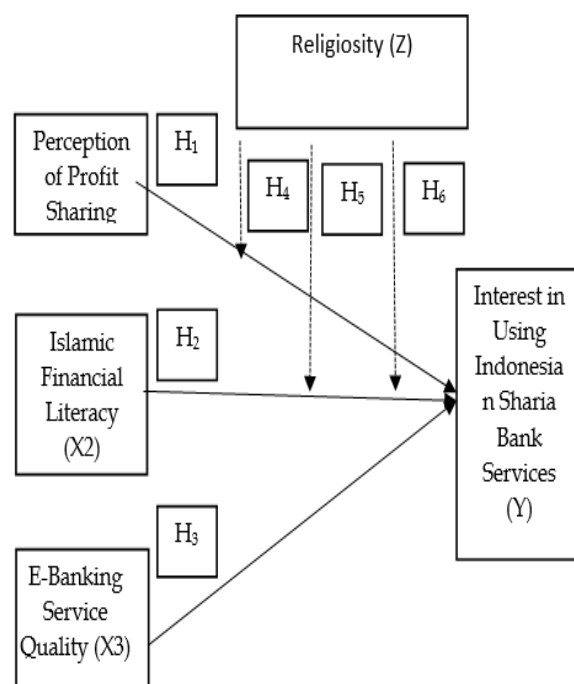 Religiosity (Z)
Perception
of Profit
Sharing
H₁
H₄
H₅
H₆
Islamic
Financial
Literacy
(X2)
H₂
Interest in
Using
Indonesia
n Sharia
Bank
Services
(Y)
E-Banking
Service
Quality (X3)
H₃